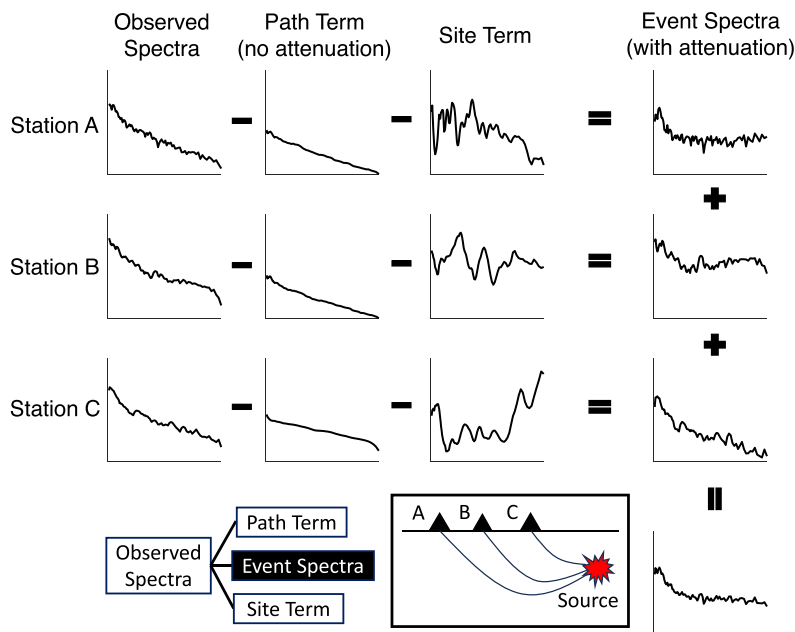 Observed
Spectra
Path Term
(no attenuation)
Site Term
Event Spectra
(with attenuation)
Station A
Station B
Station C
Observed
Spectra
Path Term
Event Spectra
Site Term
A
B
C
Source